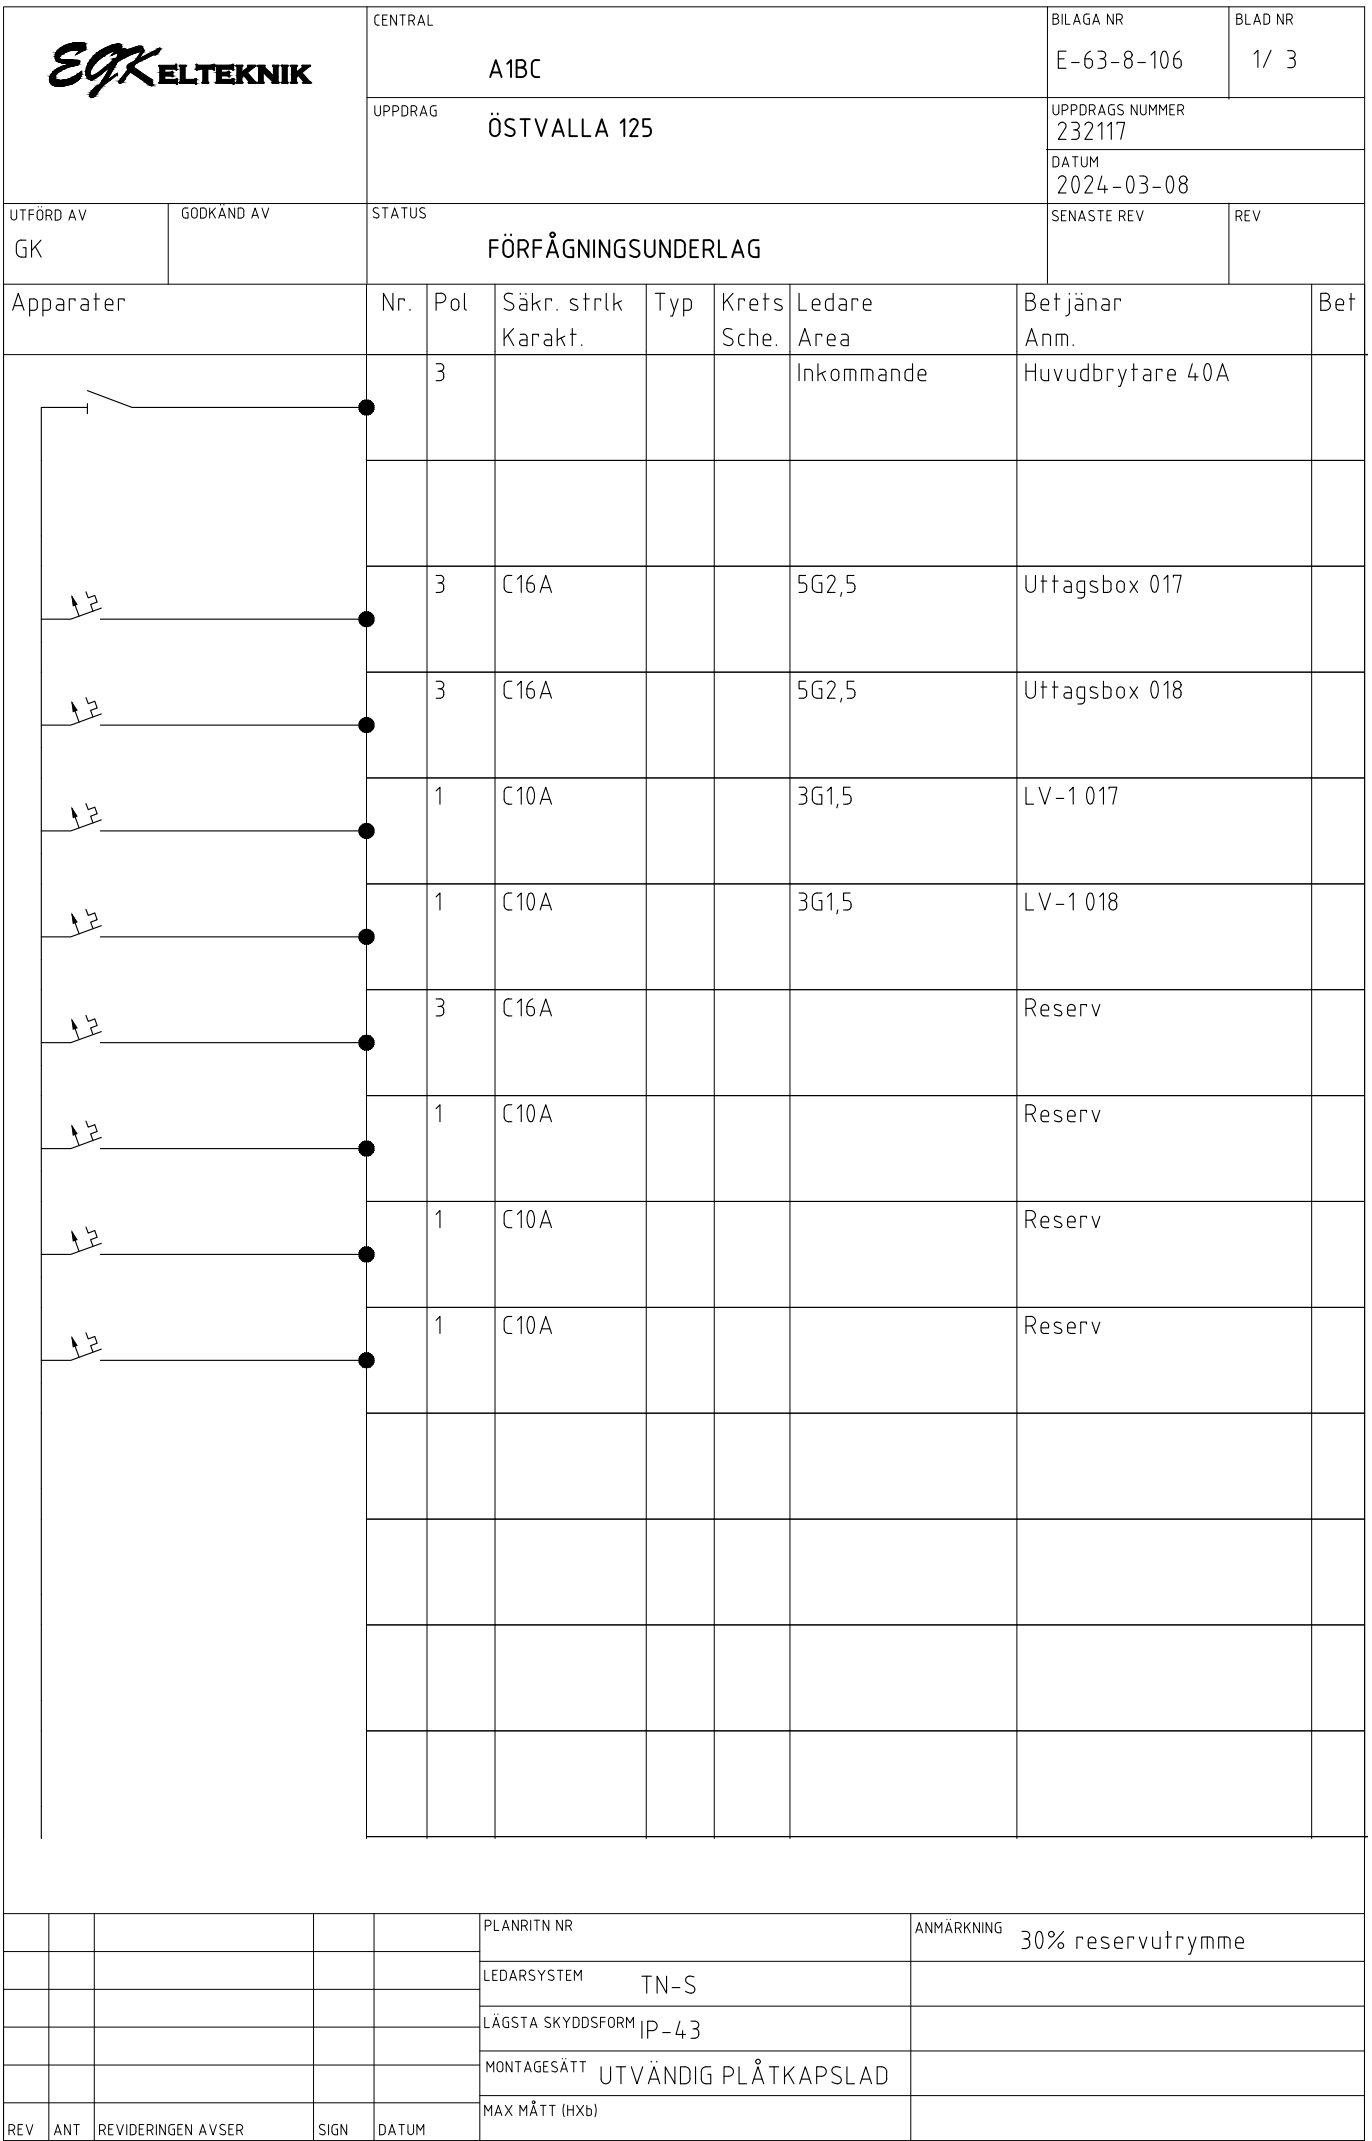 EGK ELTEKNIK
CENTRAL
A1BC
BILAGA NR
E-63-8-106
BLAD NR
1/ 3
UPPDRAG
ÖSTVALLA 125
UPPDRAGS NUMMER
232117
DATUM
2024-03-08
UTFÖRD AV
GK
GODKÄND AV
STATUS
FÖRFÅGNINGSUNDERLAG
SENASTE REV
REV
Apparater Nr. Pol Säkr. strlk Typ Krets Ledare Betjänar Bet
Karakt. Sche. Area Anm.
3 Inkommande Huvudbrytare 40A
3 C16A 5G2,5 Uttagsbox 017
3 C16A 5G2,5 Uttagsbox 018
1 C10A 3G1,5 LV-1 017
1 C10A 3G1,5 LV-1 018
3 C16A Reserv
1 C10A Reserv
1 C10A Reserv
1 C10A Reserv
PLANRITN NR
ANMÄRKNING 30% reservutrymme
LEDARSYSTEM TN-S
LÄGSTA SKYDDSFORM IP-43
MONTAGESÄTT UTVÄNDIG PLÅTKAPSLAD
MAX MÅTT (HXb)
REV ANT REVIDERINGEN AVSER SIGN DATUM